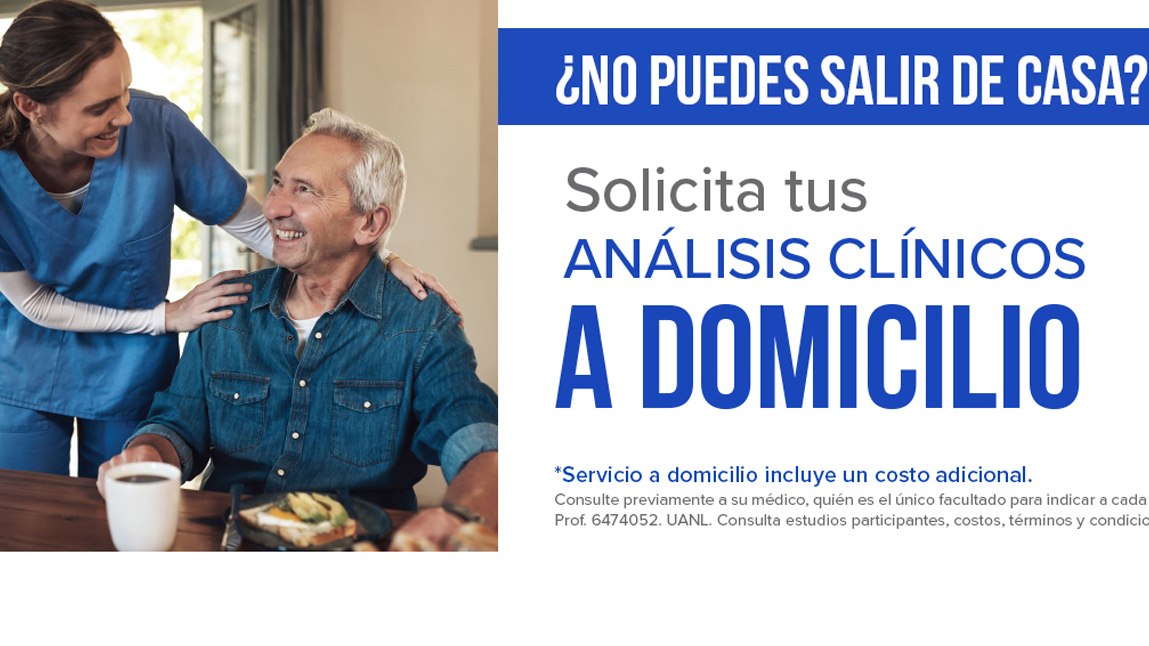 ¿NO PUEDES SALIR DE CASA?
Solicita tus
ANÁLISIS CLÍNICOS
A DOMICILIO
*Servicio a domicilio incluye un costo adicional.
Consulte previamente a su médico, quién es el único facultado para indicar a cada
Prof. 6474052. UANL. Consulta estudios participantes, costos, términos y